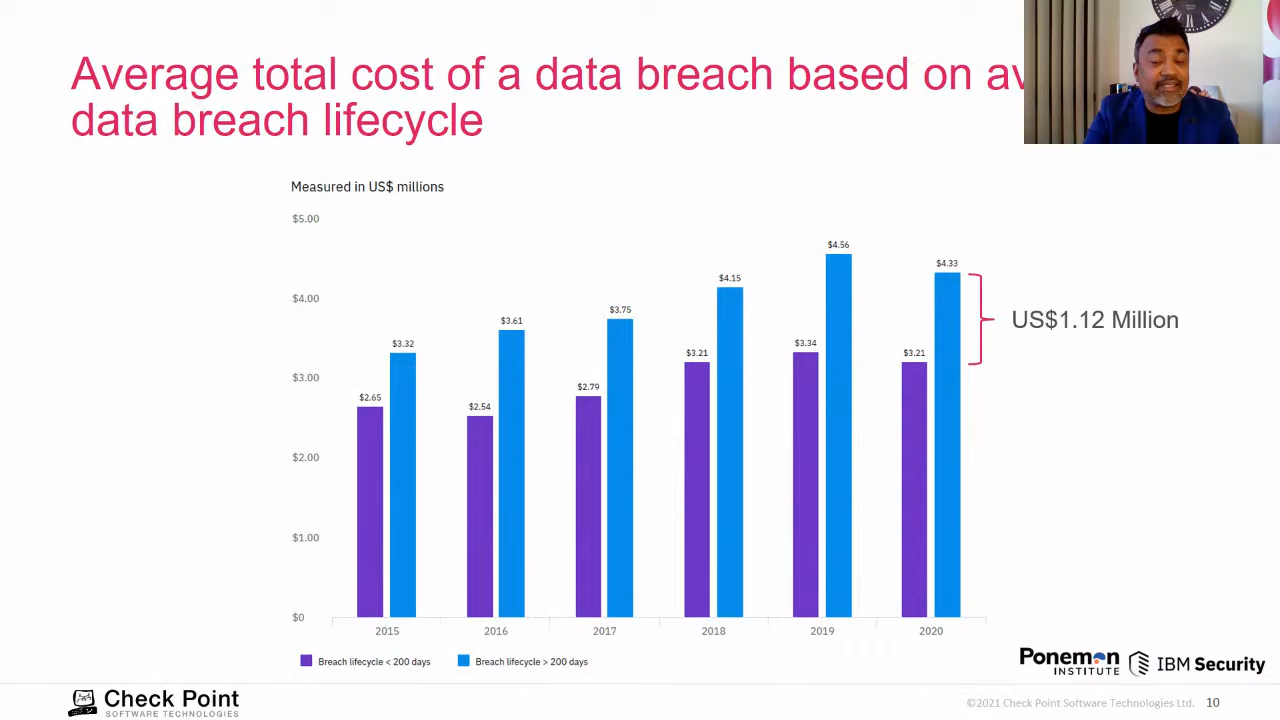 Average total cost of a data breach based on av
data breach lifecycle
Measured in US$ millions
$5.00
$4.00
$3.00
$2.00
$1.00
$0
$2.65
$3.32
$2.54
$3.61
$2.79
$3.75
$3.21
$4.15
$3.34
$4.56
$3.21
$4.33
US$1.12 Million
2015
2016
2017
2018
2019
2020
Breach lifecycle < 200 days
Breach lifecycle > 200 days
Ponemon
INSTITUTE
IBM Security
Check Point
SOFTWARE TECHNOLOGIES
©2021 Check Point Software Technologies Ltd.
10